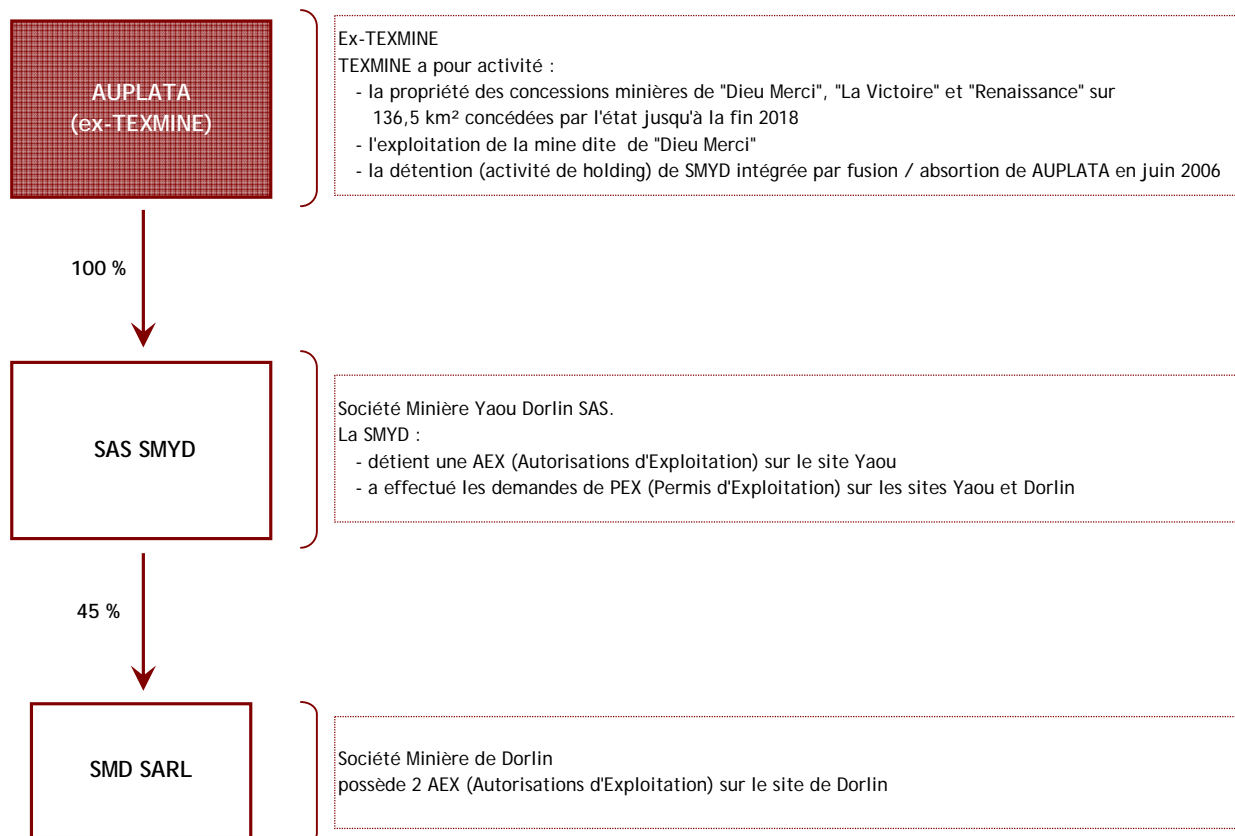 AUPLATA
(ex-TEXMINE)
Ex-TEXMINE
TEXMINE a pour activité :
- la propriété des concessions minières de "Dieu Merci", "La Victoire" et "Renaissance" sur
136,5 km² concédées par l'état jusqu'à la fin 2018
- l'exploitation de la mine dite de "Dieu Merci"
- la détention (activité de holding) de SMYD intégrée par fusion / absortion de AUPLATA en juin 2006
100 %
SAS SMYD
Société Minière Yaou Dorlin SAS.
La SMYD :
- détient une AEX (Autorisations d'Exploitation) sur le site Yaou
- a effectué les demandes de PEX (Permis d'Exploitation) sur les sites Yaou et Dorlin
45 %
SMD SARL
Société Minière de Dorlin
possède 2 AEX (Autorisations d'Exploitation) sur le site de Dorlin